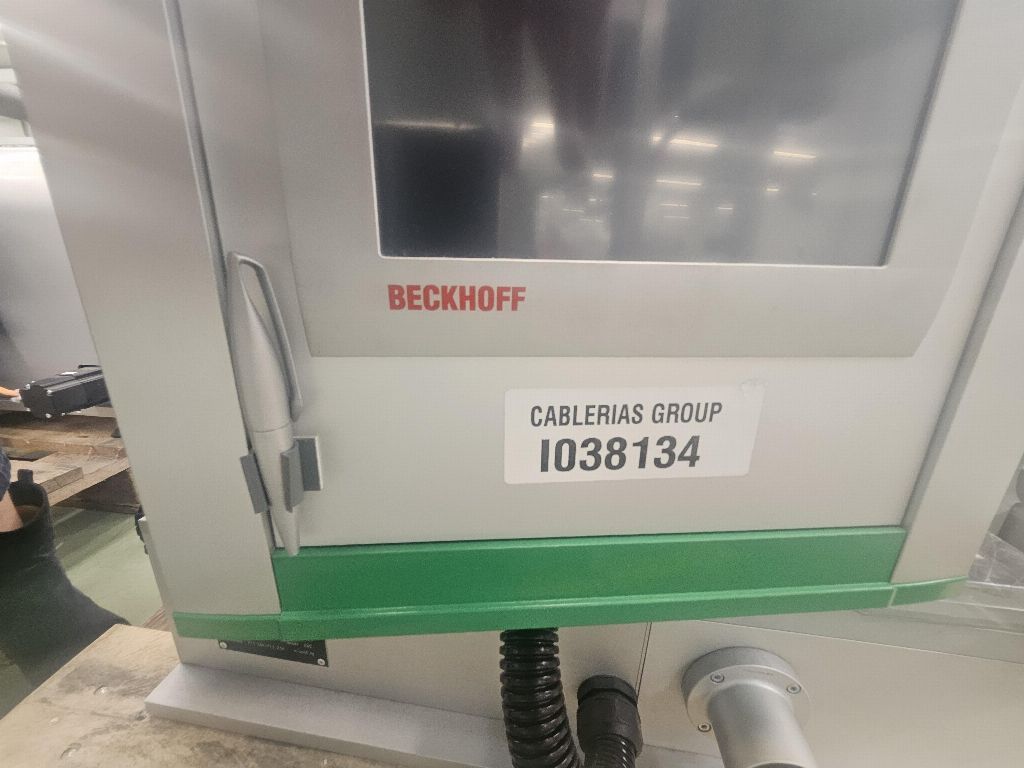 BECKHOFF
CABLERIAS GROUP
I038134